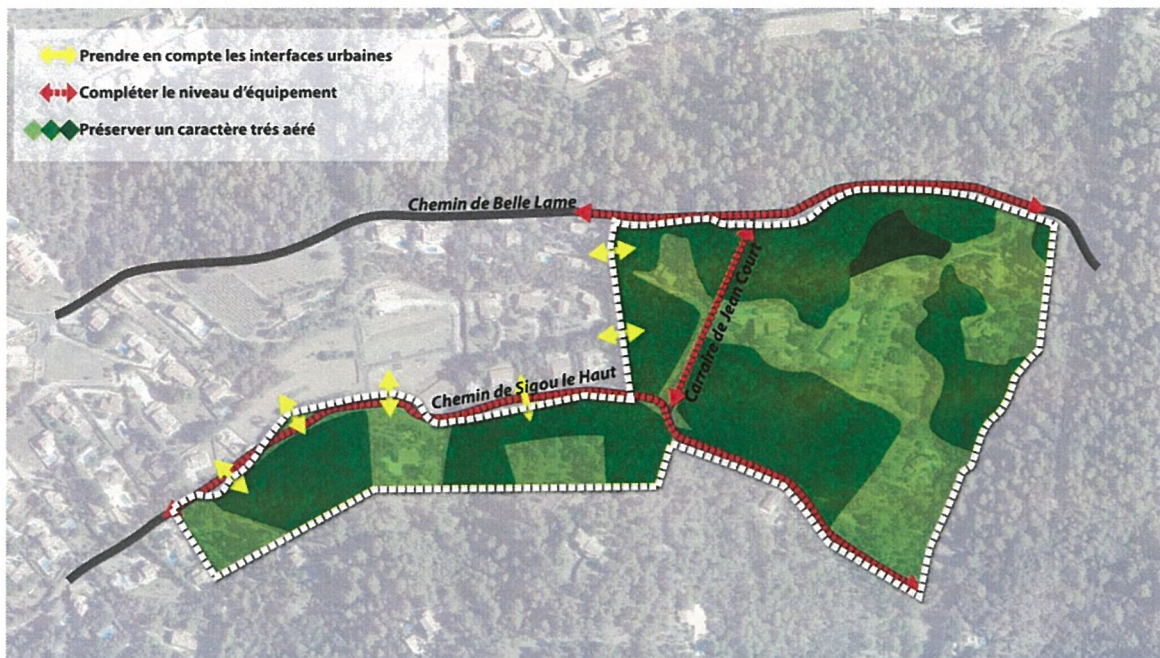 Prendre en compte les interfaces urbaines
Compléter le niveau d'équipement
Préserver un caractère trés aéré
Chemin de Belle Lame
Carraire de Jean Court
Chemin de Sigou le Haut